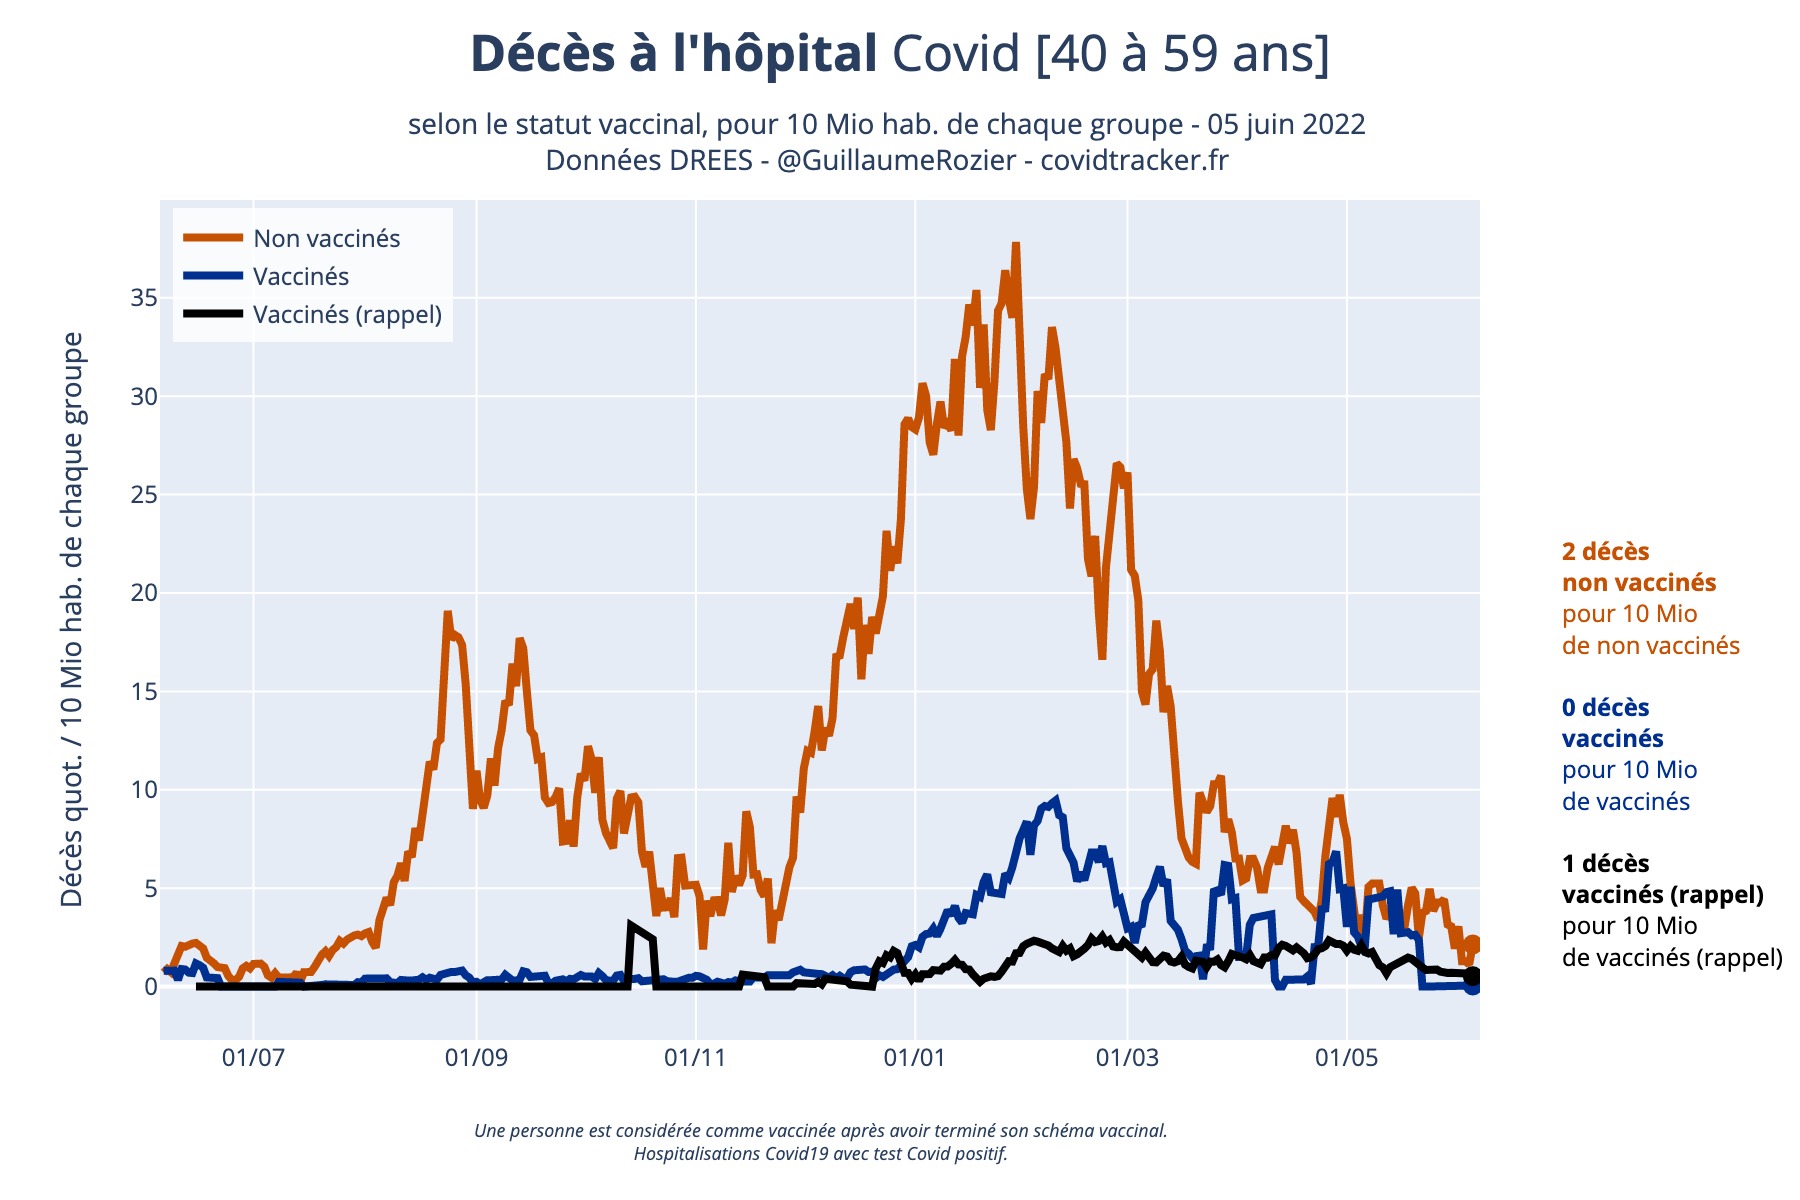 Décès à l'hôpital Covid [40 à 59 ans]
selon le statut vaccinal, pour 10 Mio hab. de chaque groupe - 05 juin 2022
Données DREES - @GuillaumeRozier - covidtracker.fr
Non vaccinés
Vaccinés
Vaccinés (rappel)
Décès quot. / 10 Mio hab. de chaque groupe
35
30
25
20
15
10
5
0
01/07
01/09
01/11
01/01
01/03
01/05
2 décès
non vaccinés
pour 10 Mio
de non vaccinés
0 décès
vaccinés
pour 10 Mio
de vaccinés
1 décès
vaccinés (rappel)
pour 10 Mio
de vaccinés (rappel)
Une personne est considérée comme vaccinée après avoir terminé son schéma vaccinal.
Hospitalisations Covid19 avec test Covid positif.